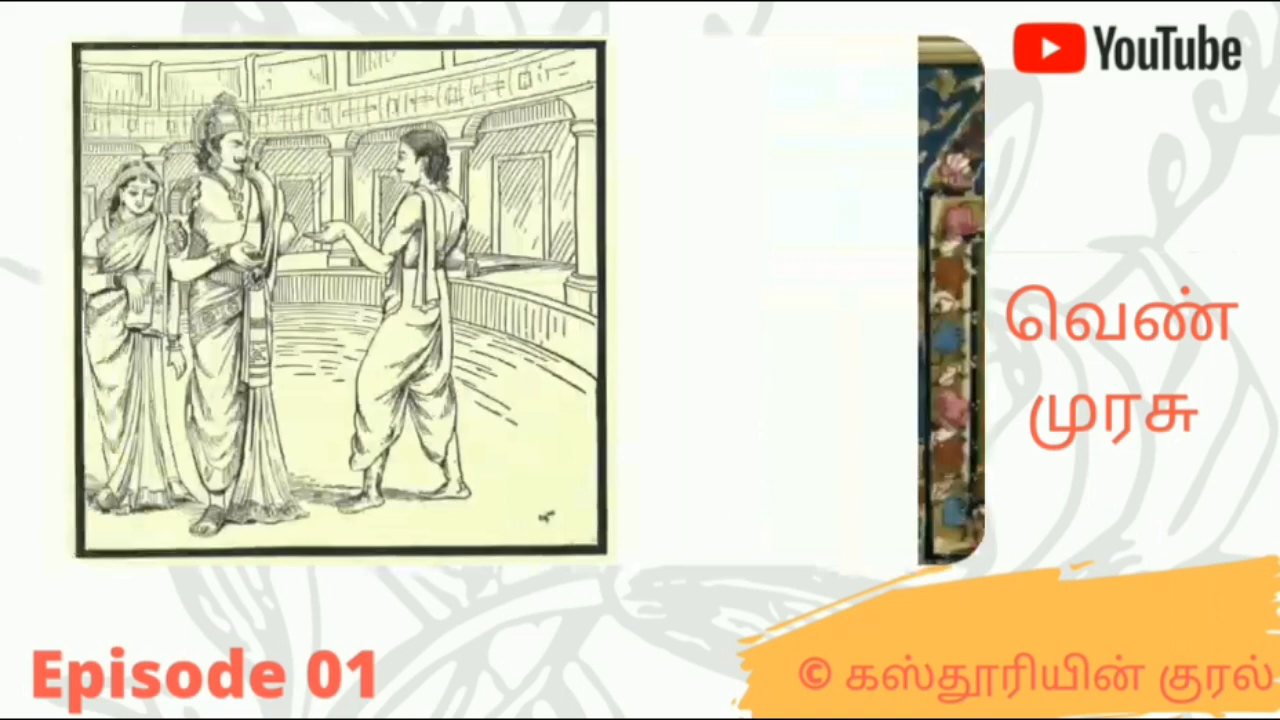 YouTube
வெண்
முரசு
Episode 01
© கஸ்தூரியின் குரல்